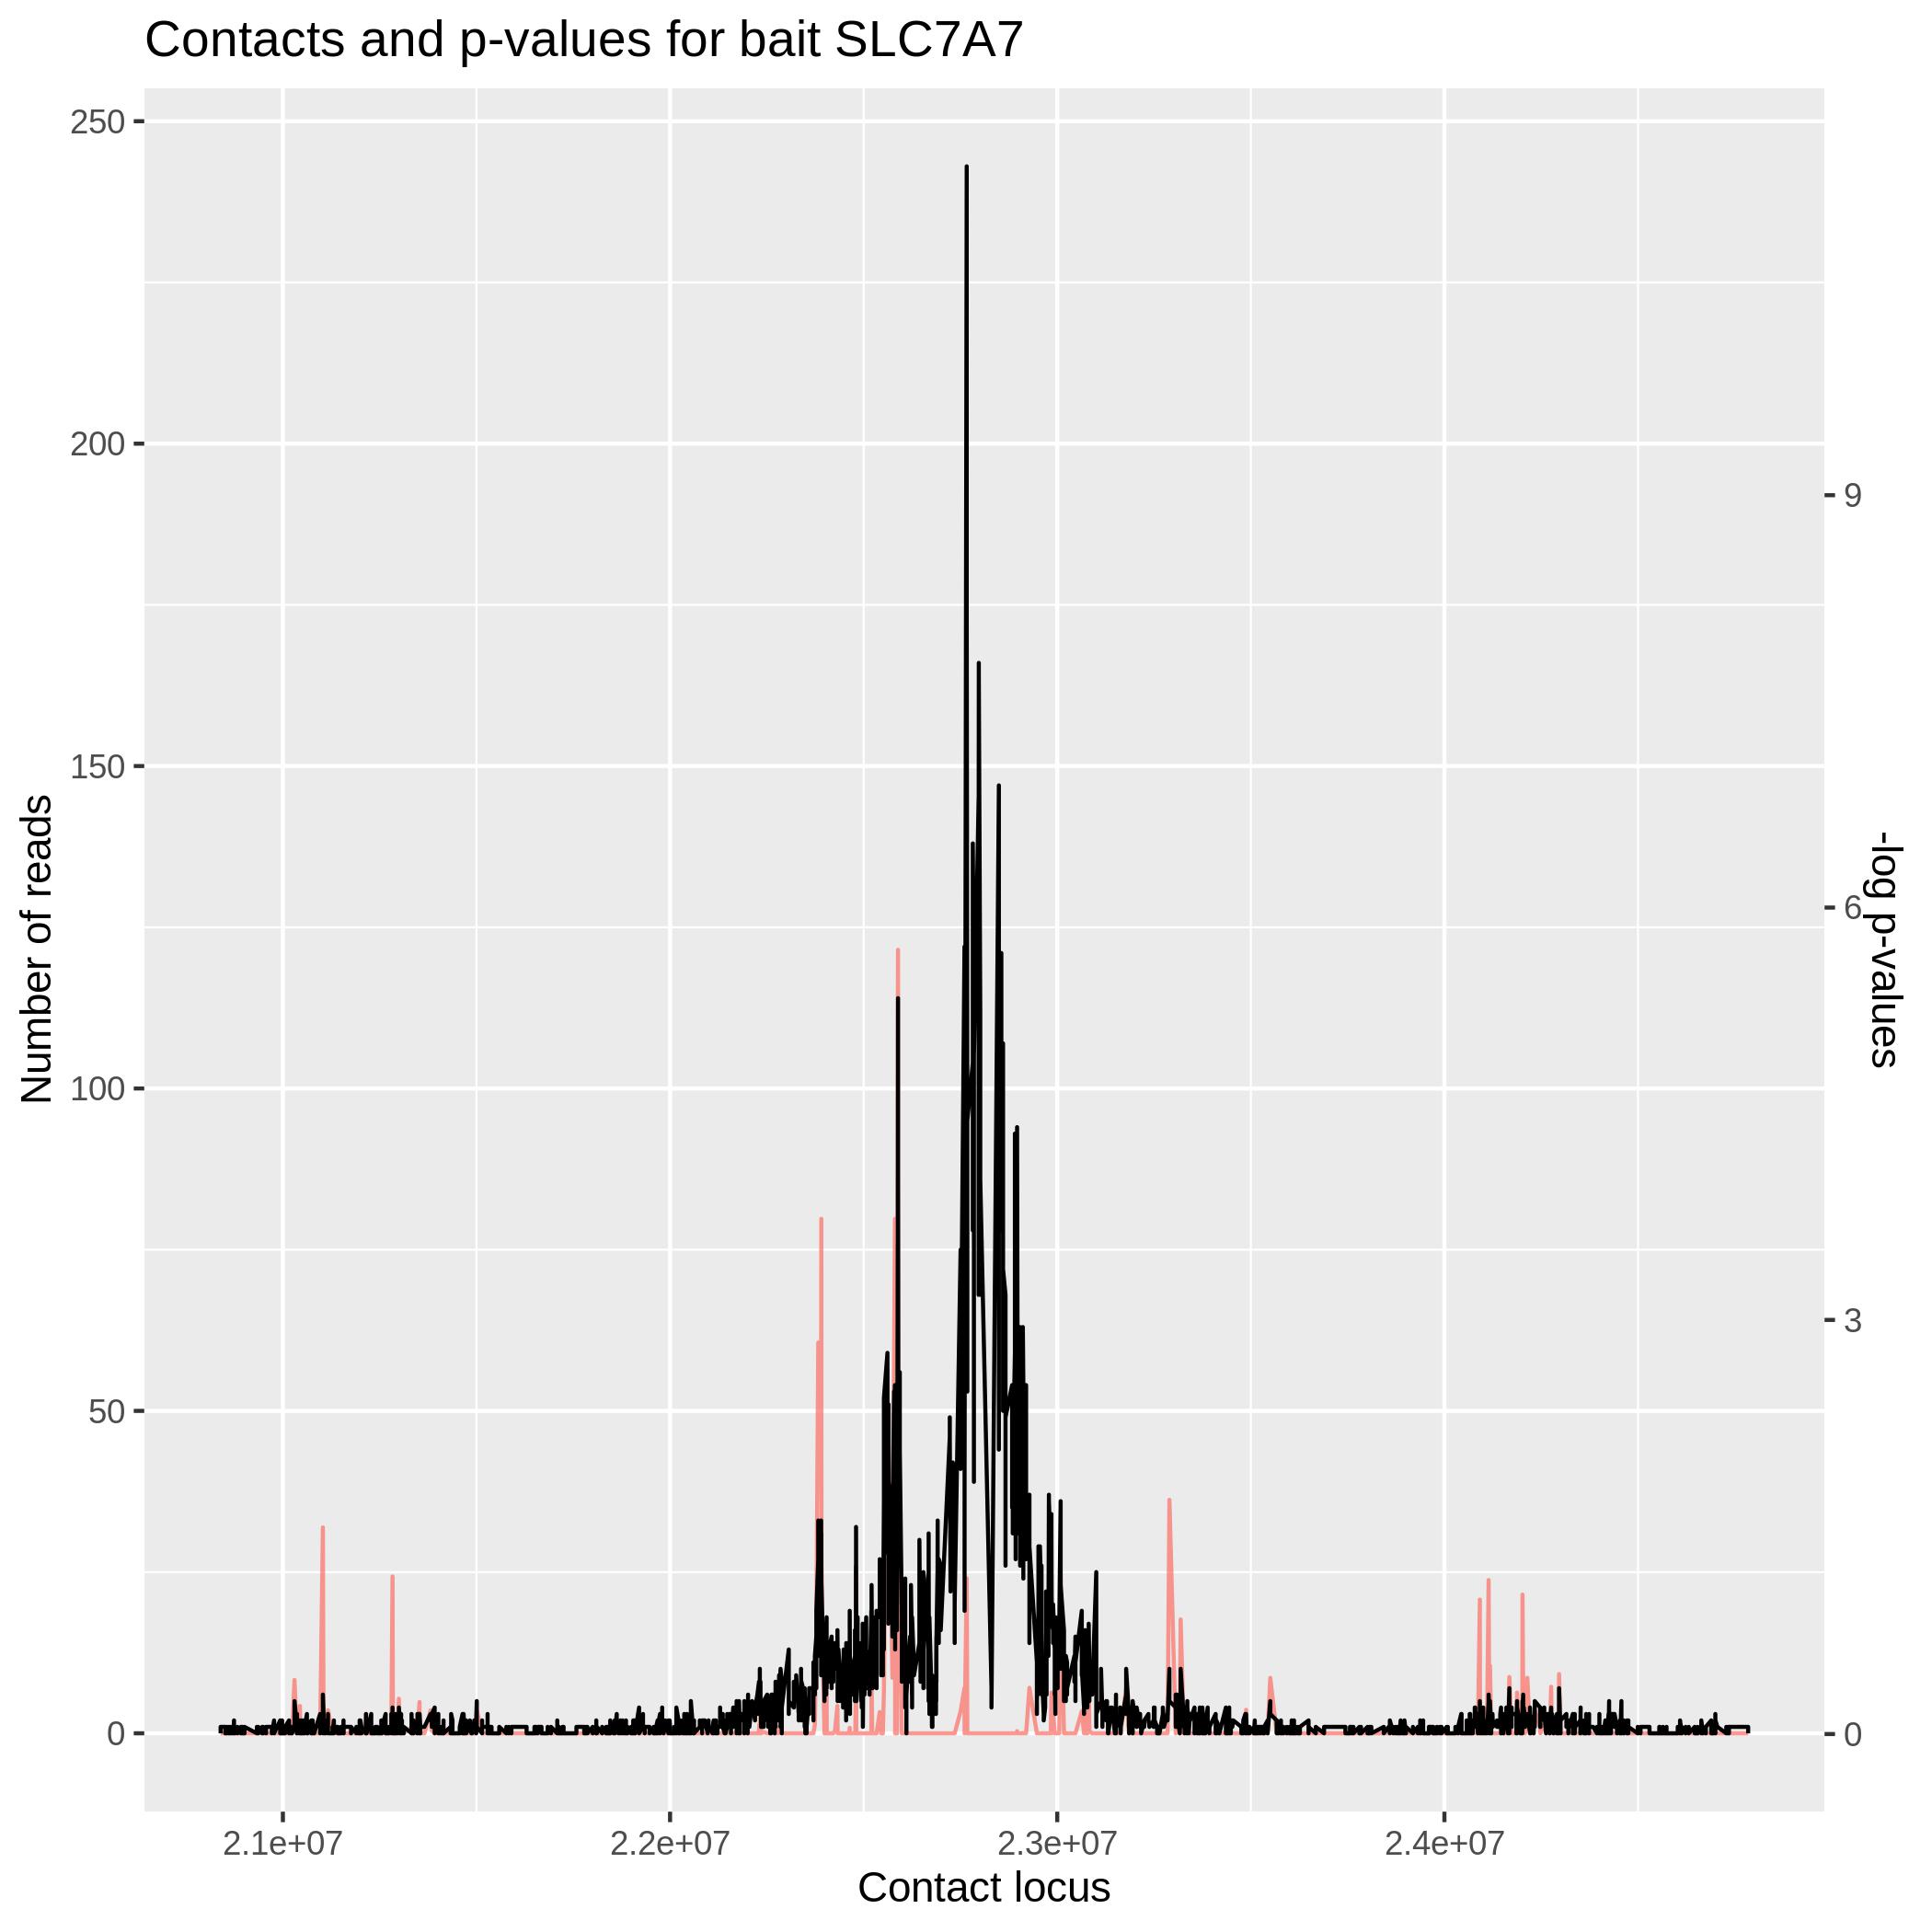 Contacts and p-values for bait SLC7A7
250
200
150
100
50
0
Number of reads
9
6
3
0
-log p-values
2.1e+07 2.2e+07 2.3e+07 2.4e+07
Contact locus